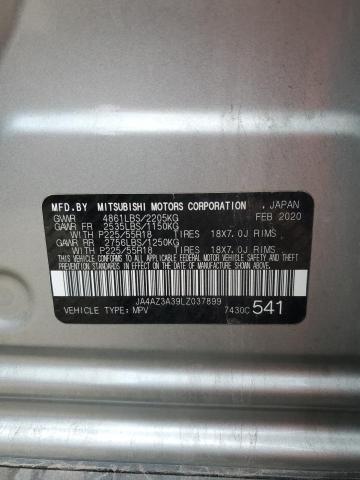 MFD.BY MITSUBISHI MOTORS CORPORATION , JAPAN
GVWR 4861LBS/2205KG FEB 2020
GAWR FR 2535LBS/1150KG
WITH P225/55R18 TIRES 18X7.0J RIMS
GAWR RR 2756LBS/1250KG
WITH P225/55R18 TIRES 18X7.0J RIMS
THIS VEHICLE CONFORMS TO ALL APPLICABLE
FEDERAL MOTOR VEHICLE SAFETY AND THEFT
PREVENTION STANDARDS IN EFFECT ON THE
DATE OF MANUFACTURE SHOWN ABOVE.
JA4AZ3A39LZ037899
VEHICLE TYPE: MPV 7430C 541